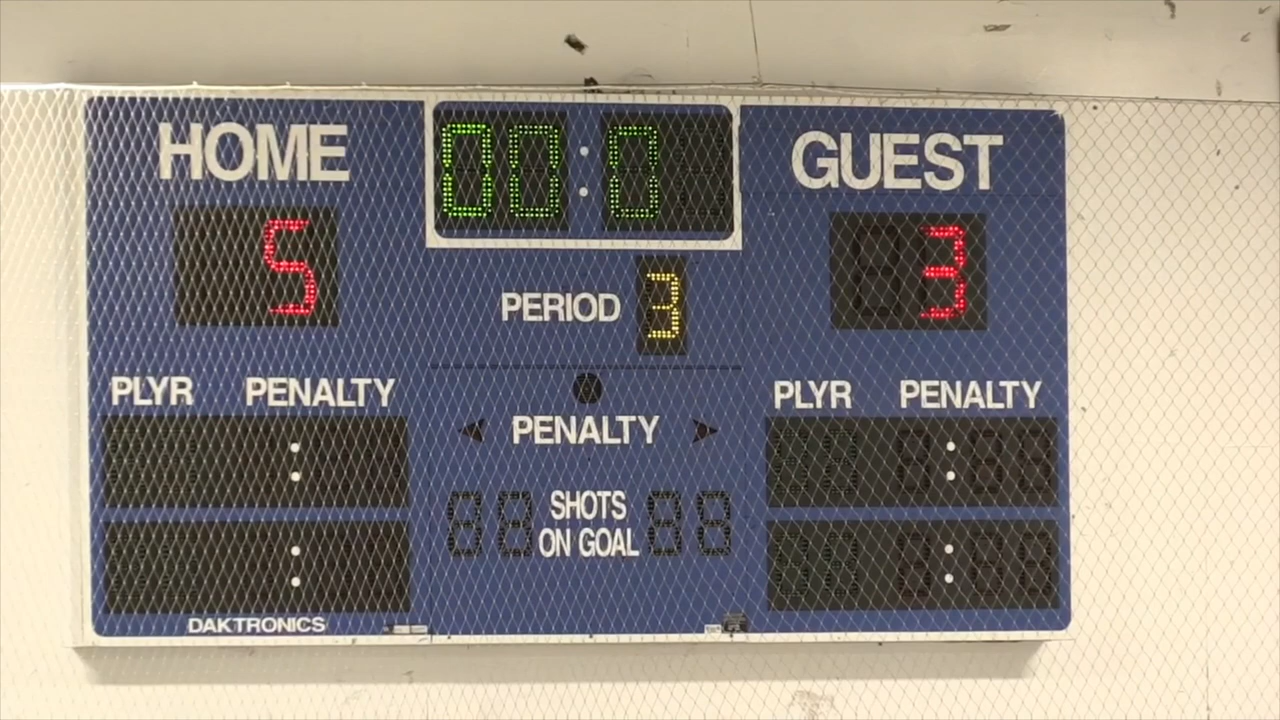 HOME
00:0
GUEST
5
3
PERIOD 3
PLYR PENALTY
PLYR PENALTY
PENALTY
SHOTS
ON GOAL
DAKTRONICS